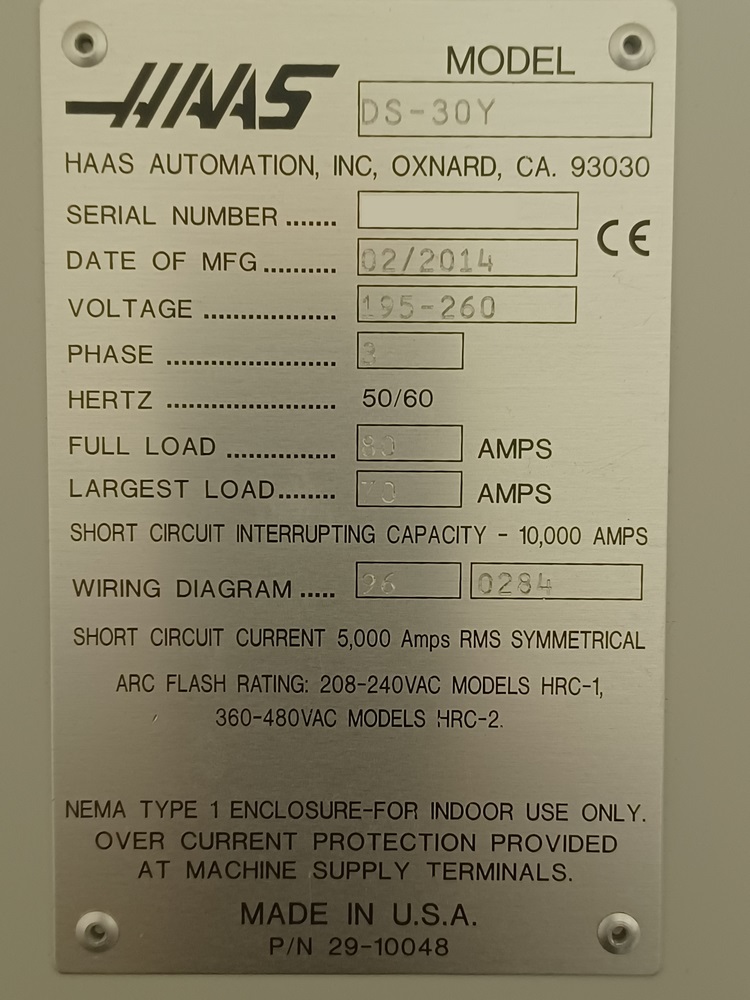 HAAS
MODEL
DS-30Y
HAAS AUTOMATION, INC, OXNARD, CA. 93030
SERIAL NUMBER .......
CE
DATE OF MFG.......... 02/2014
VOLTAGE .................. 195-260
PHASE ....................... 3
HERTZ ....................... 50/60
FULL LOAD ............... 80 AMPS
LARGEST LOAD........ 70 AMPS
SHORT CIRCUIT INTERRUPTING CAPACITY - 10,000 AMPS
WIRING DIAGRAM ..... 96 0284
SHORT CIRCUIT CURRENT 5,000 Amps RMS SYMMETRICAL
ARC FLASH RATING: 208-240VAC MODELS HRC-1,
360-480VAC MODELS HRC-2.
NEMA TYPE 1 ENCLOSURE-FOR INDOOR USE ONLY.
OVER CURRENT PROTECTION PROVIDED
AT MACHINE SUPPLY TERMINALS.
MADE IN U.S.A.
P/N 29-10048